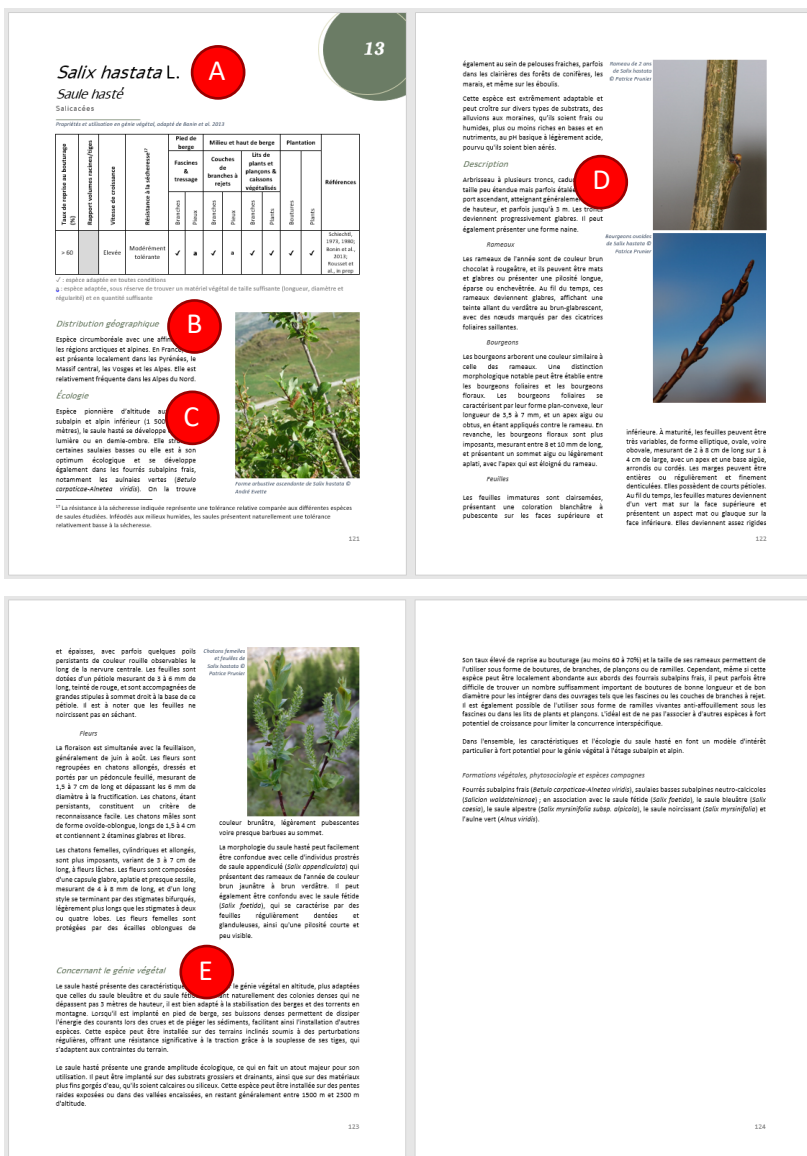 13
Salix hastata L.
A
Saule hasté
Salicacées
Propriétés et utilisation en génie végétal, adapté de Bonin et al. 2013
Taux de reprise au bouturage (%)
Rapport volumes racines/tiges
Vitesse de croissance
Résistance à la sécheresse¹⁷
Pied de berge
Milieu et haut de berge
Plantation
Fascines & tressage
Couches de branches à rejets
Lits de plants et plançons & caissons végétalisés
Références
Branches
Pieux
Branches
Pieux
Branches
Plants
Boutures
Plants
> 60
Elevée
Modérément tolérante
✓
a
✓
a
✓
✓
✓
✓
Schiechtl, 1973, 1980; Bonin et al., 2013; Rousset et al., in prep
✓ : espèce adaptée en toutes conditions
a : espèce adaptée, sous réserve de trouver un matériel végétal de taille suffisante (longueur, diamètre et
régularité) et en quantité suffisante
Distribution géographique
B
Espèce circumboréale avec une
les régions arctiques et alpines. En
est présente localement dans les Pyrénées, le
Massif central, les Vosges et les Alpes. Elle est
relativement fréquente dans les Alpes du Nord.
Écologie
C
Espèce pionnière d'altitude
subalpin et alpin inférieur (1
mètres), le saule hasté se développe
lumière ou en demie-ombre. Elle
certaines saulaies basses ou elle est à son
optimum écologique et se développe
également dans les fourrés subalpins frais,
notamment les aulnaies vertes (Betulo
carpaticae-Alnetea viridis). On la trouve
Forme arbustive ascendante de Salix hastata ©
André Evette
¹⁷ La résistance à la sécheresse indiquée représente une tolérance relative comparée aux différentes espèces
de saules étudiées. Inféodés aux milieux humides, les saules présentent naturellement une tolérance
relativement basse à la sécheresse.
121
également au sein de pelouses fraiches, parfois
dans les clairières des forêts de conifères, les
marais, et même sur les éboulis.
Cette espèce est extrêmement adaptable et
peut croître sur divers types de substrats, des
alluvions aux moraines, qu'ils soient frais ou
humides, plus ou moins riches en bases et en
nutriments, au pH basique à légèrement acide,
pourvu qu'ils soient bien aérés.
Rameau de 2 ans
de Salix hastata
© Patrice Prunier
Description
D
Arbrisseau à plusieurs troncs,
taille peu étendue mais parfois
port ascendant, atteignant
de hauteur, et parfois jusqu'à 3 m. Les
deviennent progressivement glabres. Il peut
également présenter une forme naine.
Bourgeons ovoïdes
de Salix hastata ©
Patrice Prunier
Rameaux
Les rameaux de l'année sont de couleur brun
chocolat à rougeâtre, et ils peuvent être mats
et glabres ou présenter une pilosité longue,
éparse ou enchevêtrée. Au fil du temps, ces
rameaux deviennent glabres, affichant une
teinte allant du verdâtre au brun-glabrescent,
avec des nœuds marqués par des cicatrices
foliaires saillantes.
Bourgeons
Les bourgeons arborent une couleur similaire à
celle des rameaux. Une distinction
morphologique notable peut être établie entre
les bourgeons foliaires et les bourgeons
floraux. Les bourgeons foliaires se
caractérisent par leur forme plan-convexe, leur
longueur de 3,5 à 7 mm, et un apex aigu ou
obtus, en étant appliqués contre le rameau. En
revanche, les bourgeons floraux sont plus
imposants, mesurant entre 8 et 10 mm de long,
et présentent un sommet aigu ou légèrement
aplati, avec l'apex qui est éloigné du rameau.
Feuilles
Les feuilles immatures sont clairsemées,
présentant une coloration blanchâtre à
pubescente sur les faces supérieure et
inférieure. À maturité, les feuilles peuvent être
très variables, de forme elliptique, ovale, voire
obovale, mesurant de 2 à 8 cm de long sur 1 à
4 cm de large, avec un apex et une base aigüe,
arrondis ou cordés. Les marges peuvent être
entières ou régulièrement et finement
denticulées. Elles possèdent de courts pétioles.
Au fil du temps, les feuilles matures deviennent
d'un vert mat sur la face supérieure et
présentent un aspect mat ou glauque sur la
face inférieure. Elles deviennent assez rigides
122
et épaisses, avec parfois quelques poils
persistants de couleur rouille observables le
long de la nervure centrale. Les feuilles sont
dotées d'un pétiole mesurant de 3 à 6 mm de
long, teinté de rouge, et sont accompagnées de
grandes stipules à sommet droit à la base de ce
pétiole. Il est à noter que les feuilles ne
noircissent pas en séchant.
Chatons femelles
et feuilles de
Salix hastata ©
Patrice Prunier
Fleurs
La floraison est simultanée avec la feuillaison,
généralement de juin à août. Les fleurs sont
regroupées en chatons allongés, dressés et
portés par un pédoncule feuillé, mesurant de
1,5 à 7 cm de long et dépassant les 6 mm de
diamètre à la fructification. Les chatons, étant
persistants, constituent un critère de
reconnaissance facile. Les chatons mâles sont
de forme ovoïde-oblongue, longs de 1,5 à 4 cm
et contiennent 2 étamines glabres et libres.
Les chatons femelles, cylindriques et allongés,
sont plus imposants, variant de 3 à 7 cm de
long, à fleurs lâches. Les fleurs sont composées
d'une capsule glabre, aplatie et presque sessile,
mesurant de 4 à 8 mm de long, et d'un long
style se terminant par des stigmates bifurqués,
légèrement plus longs que les stigmates à deux
ou quatre lobes. Les fleurs femelles sont
protégées par des écailles oblongues de
couleur brunâtre, légèrement pubescentes
voire presque barbues au sommet.
La morphologie du saule hasté peut facilement
être confondue avec celle d'individus prostrés
de saule appendiculé (Salix appendiculata) qui
présentent des rameaux de l'année de couleur
brun jaunâtre à brun verdâtre. Il peut
également être confondu avec le saule fétide
(Salix foetida), qui se caractérise par des
feuilles régulièrement dentées et
glanduleuses, ainsi qu'une pilosité courte et
peu visible.
Concernant le génie végétal
E
Le saule hasté présente des le génie végétal en altitude, plus adaptées
que celles du saule bleuâtre et du saule naturellement des colonies denses qui ne
dépassent pas 3 mètres de hauteur, il est bien adapté à la stabilisation des berges et des torrents en
montagne. Lorsqu'il est implanté en pied de berge, ses buissons denses permettent de dissiper
l'énergie des courants lors des crues et de piéger les sédiments, facilitant ainsi l'installation d'autres
espèces. Cette espèce peut être installée sur des terrains inclinés soumis à des perturbations
régulières, offrant une résistance significative à la traction grâce à la souplesse de ses tiges, qui
s'adaptent aux contraintes du terrain.
Le saule hasté présente une grande amplitude écologique, ce qui en fait un atout majeur pour son
utilisation. Il peut être implanté sur des substrats grossiers et drainants, ainsi que sur des matériaux
plus fins gorgés d'eau, qu'ils soient calcaires ou siliceux. Cette espèce peut être installée sur des pentes
raides exposées ou dans des vallées encaissées, en restant généralement entre 1500 m et 2300 m
d'altitude.
123
Son taux élevé de reprise au bouturage (au moins 60 à 70%) et la taille de ses rameaux permettent de
l'utiliser sous forme de boutures, de branches, de plançons ou de ramilles. Cependant, même si cette
espèce peut être localement abondante aux abords des fourrais subalpins frais, il peut parfois être
difficile de trouver un nombre suffisamment important de boutures de bonne longueur et de bon
diamètre pour les intégrer dans des ouvrages tels que les fascines ou les couches de branches à rejet.
Il est également possible de l'utiliser sous forme de ramilles vivantes anti-affouillement sous les
fascines ou dans les lits de plants et plançons. L'idéal est de ne pas l'associer à d'autres espèces à fort
potentiel de croissance pour limiter la concurrence interspécifique.
Dans l'ensemble, les caractéristiques et l'écologie du saule hasté en font un modèle d'intérêt
particulier à fort potentiel pour le génie végétal à l'étage subalpin et alpin.
Formations végétales, phytosociologie et espèces compagnes
Fourrés subalpins frais (Betulo carpaticae-Alnetea viridis), saulaies basses subalpines neutro-calcicoles
(Salicion waldsteinianae) ; en association avec le saule fétide (Salix foetida), le saule bleuâtre (Salix
caesia), le saule alpestre (Salix myrsinifolia subsp. alpicola), le saule noircissant (Salix myrsinifolia) et
l'aulne vert (Alnus viridis).
124